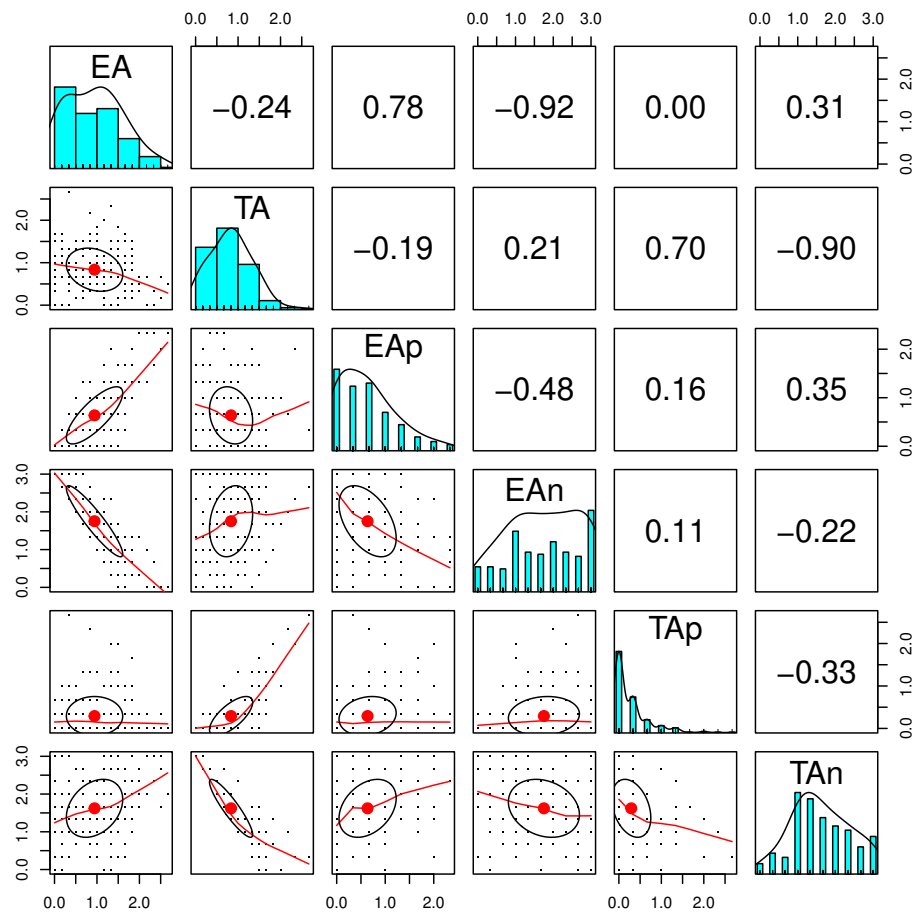 0.0 1.0 2.0 0.0 1.0 2.0 3.0 0.0 1.0 2.0 3.0
EA −0.24 0.78 −0.92 0.00 0.31 0.0 1.0 2.0
0.0 1.0 2.0 TA −0.19 0.21 0.70 −0.90
EAp −0.48 0.16 0.35 0.0 1.0 2.0
0.0 1.0 2.0 3.0 EAn 0.11 −0.22
TAp −0.33 0.0 1.0 2.0
0.0 1.0 2.0 3.0 TAn
0.0 1.0 2.0 0.0 1.0 2.0 0.0 1.0 2.0